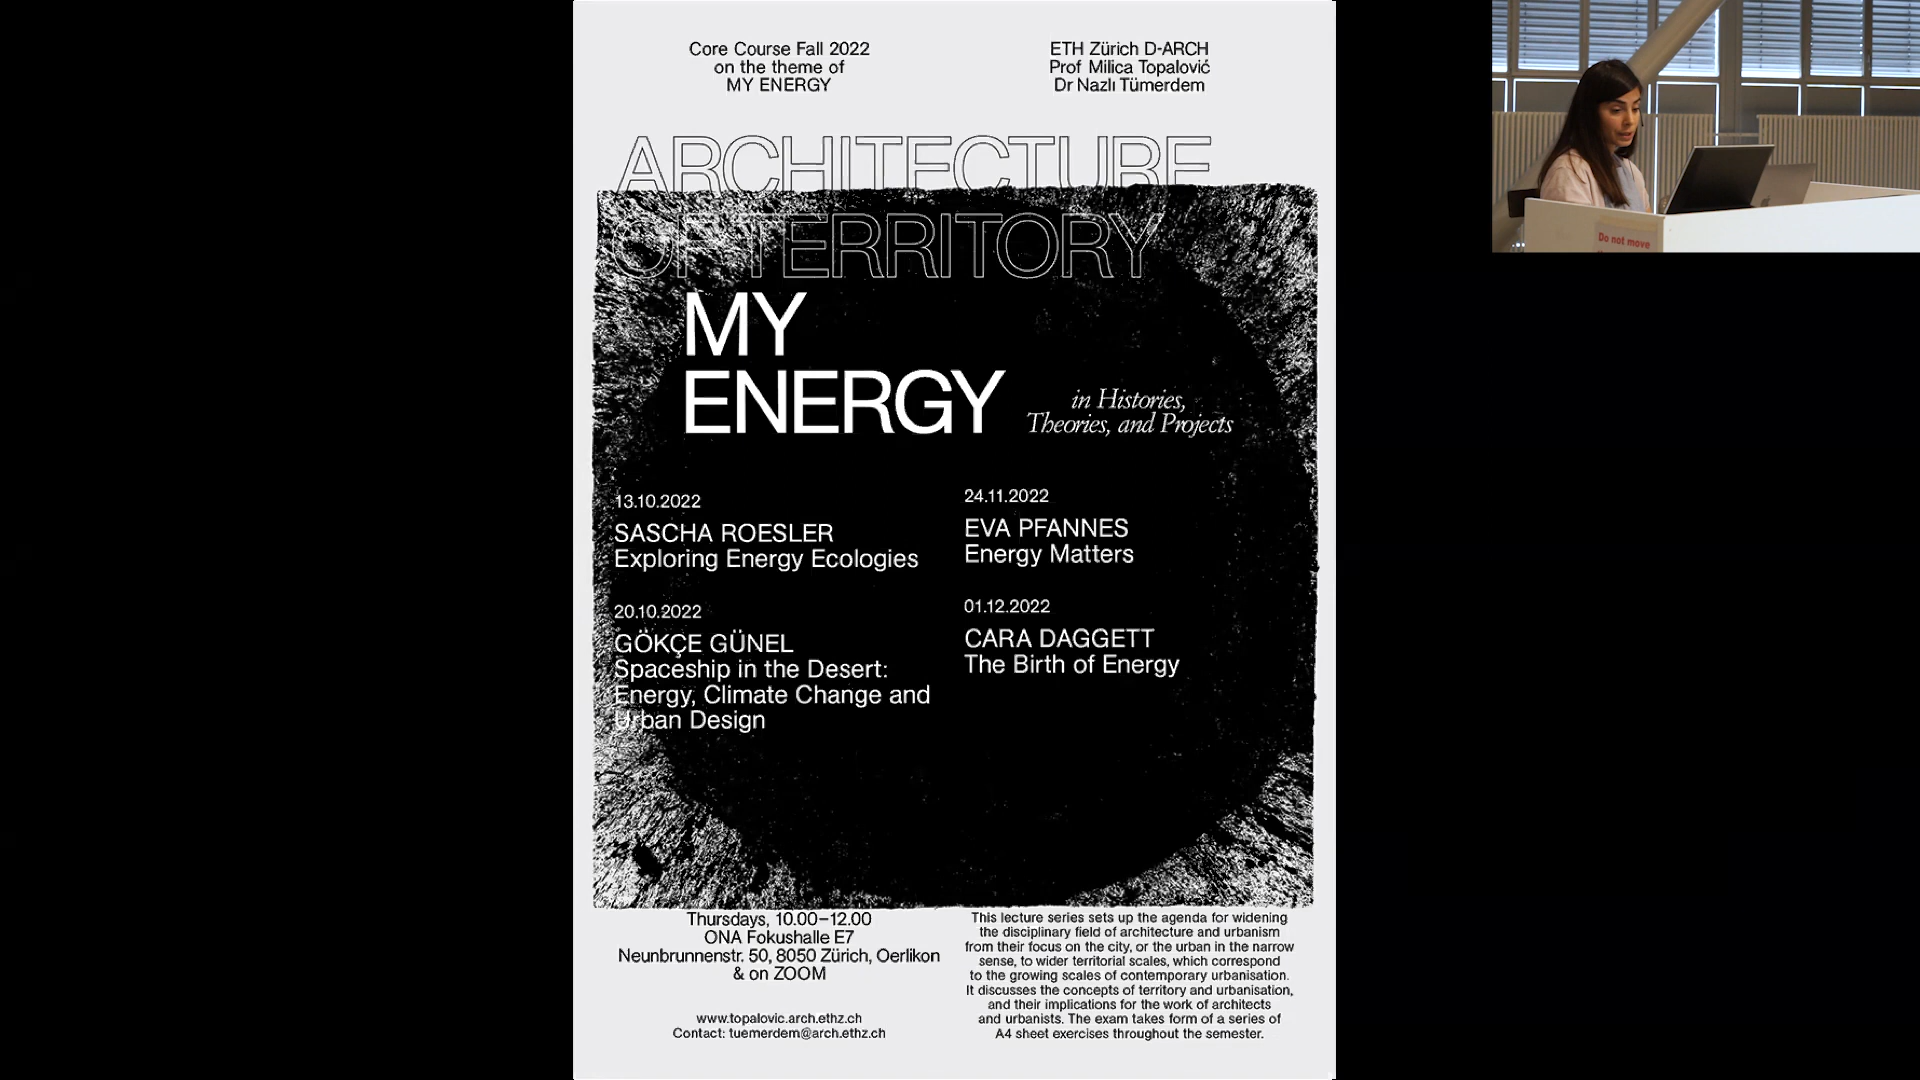 Core Course Fall 2022
on the theme of
MY ENERGY
ETH Zürich D-ARCH
Prof Milica Topalović
Dr Nazlı Tümerdem
ARCHITECTURE
OF TERRITORY
MY
ENERGY
in Histories,
Theories, and Projects
13.10.2022
SASCHA ROESLER
Exploring Energy Ecologies
20.10.2022
GÖKÇE GÜNEL
Spaceship in the Desert:
Energy, Climate Change and
Urban Design
24.11.2022
EVA PFANNES
Energy Matters
01.12.2022
CARA DAGGETT
The Birth of Energy
Thursdays, 10.00–12.00
ONA Fokushalle E7
Neunbrunnenstr. 50, 8050 Zürich, Oerlikon
& on ZOOM
www.topalovic.arch.ethz.ch
Contact: tuemerdem@arch.ethz.ch
This lecture series sets up the agenda for widening
the disciplinary field of architecture and urbanism
from their focus on the city, or the urban in the narrow
sense, to wider territorial scales, which correspond
to the growing scales of contemporary urbanisation.
It discusses the concepts of territory and urbanisation,
and their implications for the work of architects
and urbanists. The exam takes form of a series of
A4 sheet exercises throughout the semester.
Do not move